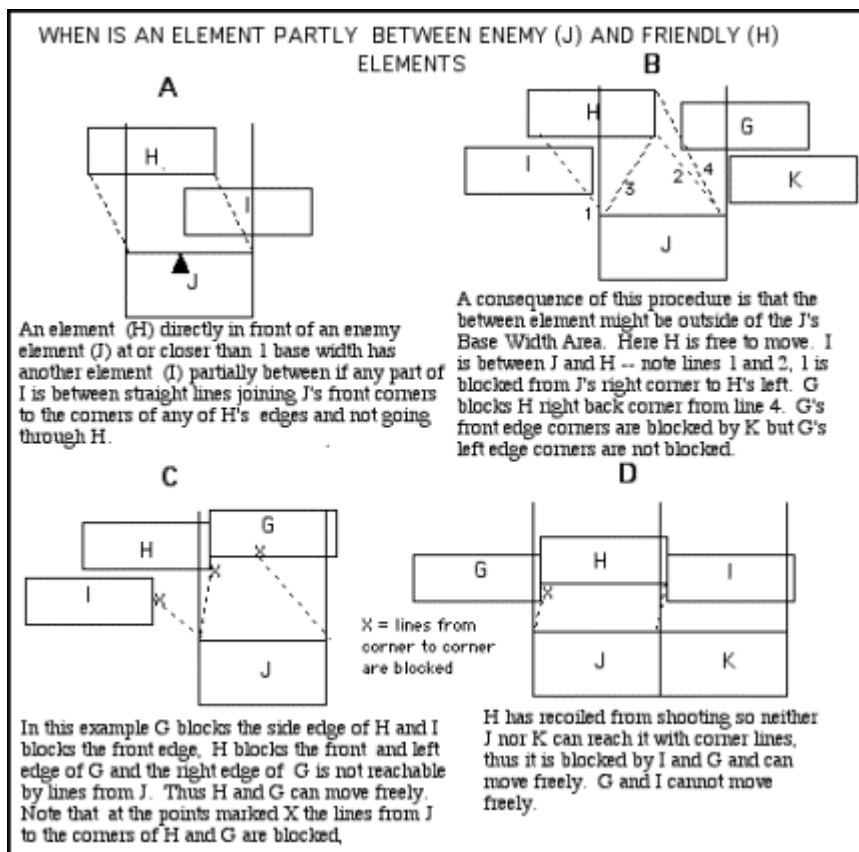 WHEN IS AN ELEMENT PARTLY BETWEEN ENEMY (J) AND FRIENDLY (H)
ELEMENTS
A
H
I
J
An element (H) directly in front of an enemy
element (J) at or closer than 1 base width has
another element (I) partially between if any part of
I is between straight lines joining J's front corners
to the corners of any of H's edges and not going
through H.
B
H
G
I
K
1
3
2
4
J
A consequence of this procedure is that the
between element might be outside of the J's
Base Width Area. Here H is free to move. I
is between J and H -- note lines 1 and 2, 1 is
blocked from J's right corner to H's left. G
blocks H right back corner from line 4. G's
front edge corners are blocked by K but G's
left edge corners are not blocked.
C
G
H
X
X
I
X
J
X = lines from
corner to corner
are blocked
In this example G blocks the side edge of H and I
blocks the front edge, H blocks the front and left
edge of G and the right edge of G is not reachable
by lines from J. Thus H and G can move freely.
Note that at the points marked X the lines from J
to the corners of H and G are blocked,
D
G
H
I
X
J
K
H has recoiled from shooting so neither
J nor K can reach it with corner lines,
thus it is blocked by I and G and can
move freely. G and I cannot move
freely.